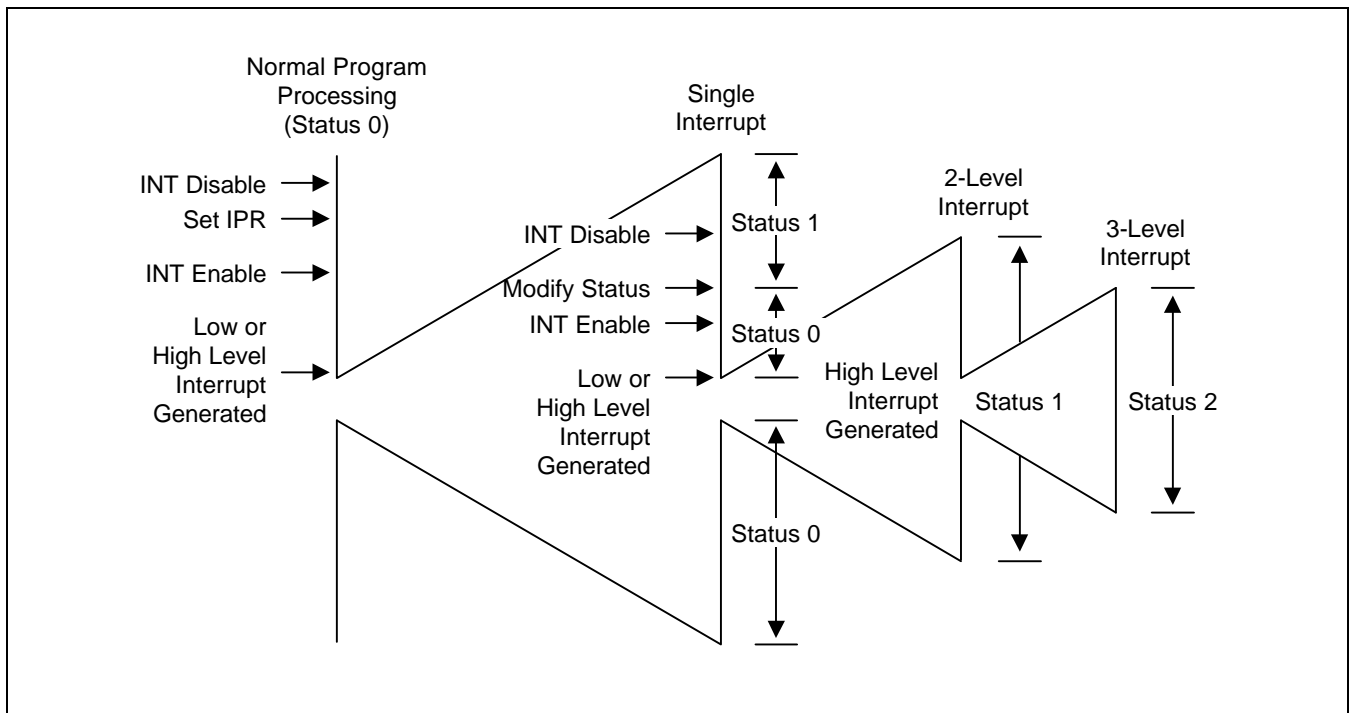 Normal Program
Processing
(Status 0)
INT Disable
Set IPR
INT Enable
Low or
High Level
Interrupt
Generated
Single
Interrupt
INT Disable
Modify Status
INT Enable
Low or
High Level
Interrupt
Generated
Status 1
Status 0
Status 0
2-Level
Interrupt
High Level
Interrupt
Generated
Status 1
3-Level
Interrupt
Status 2